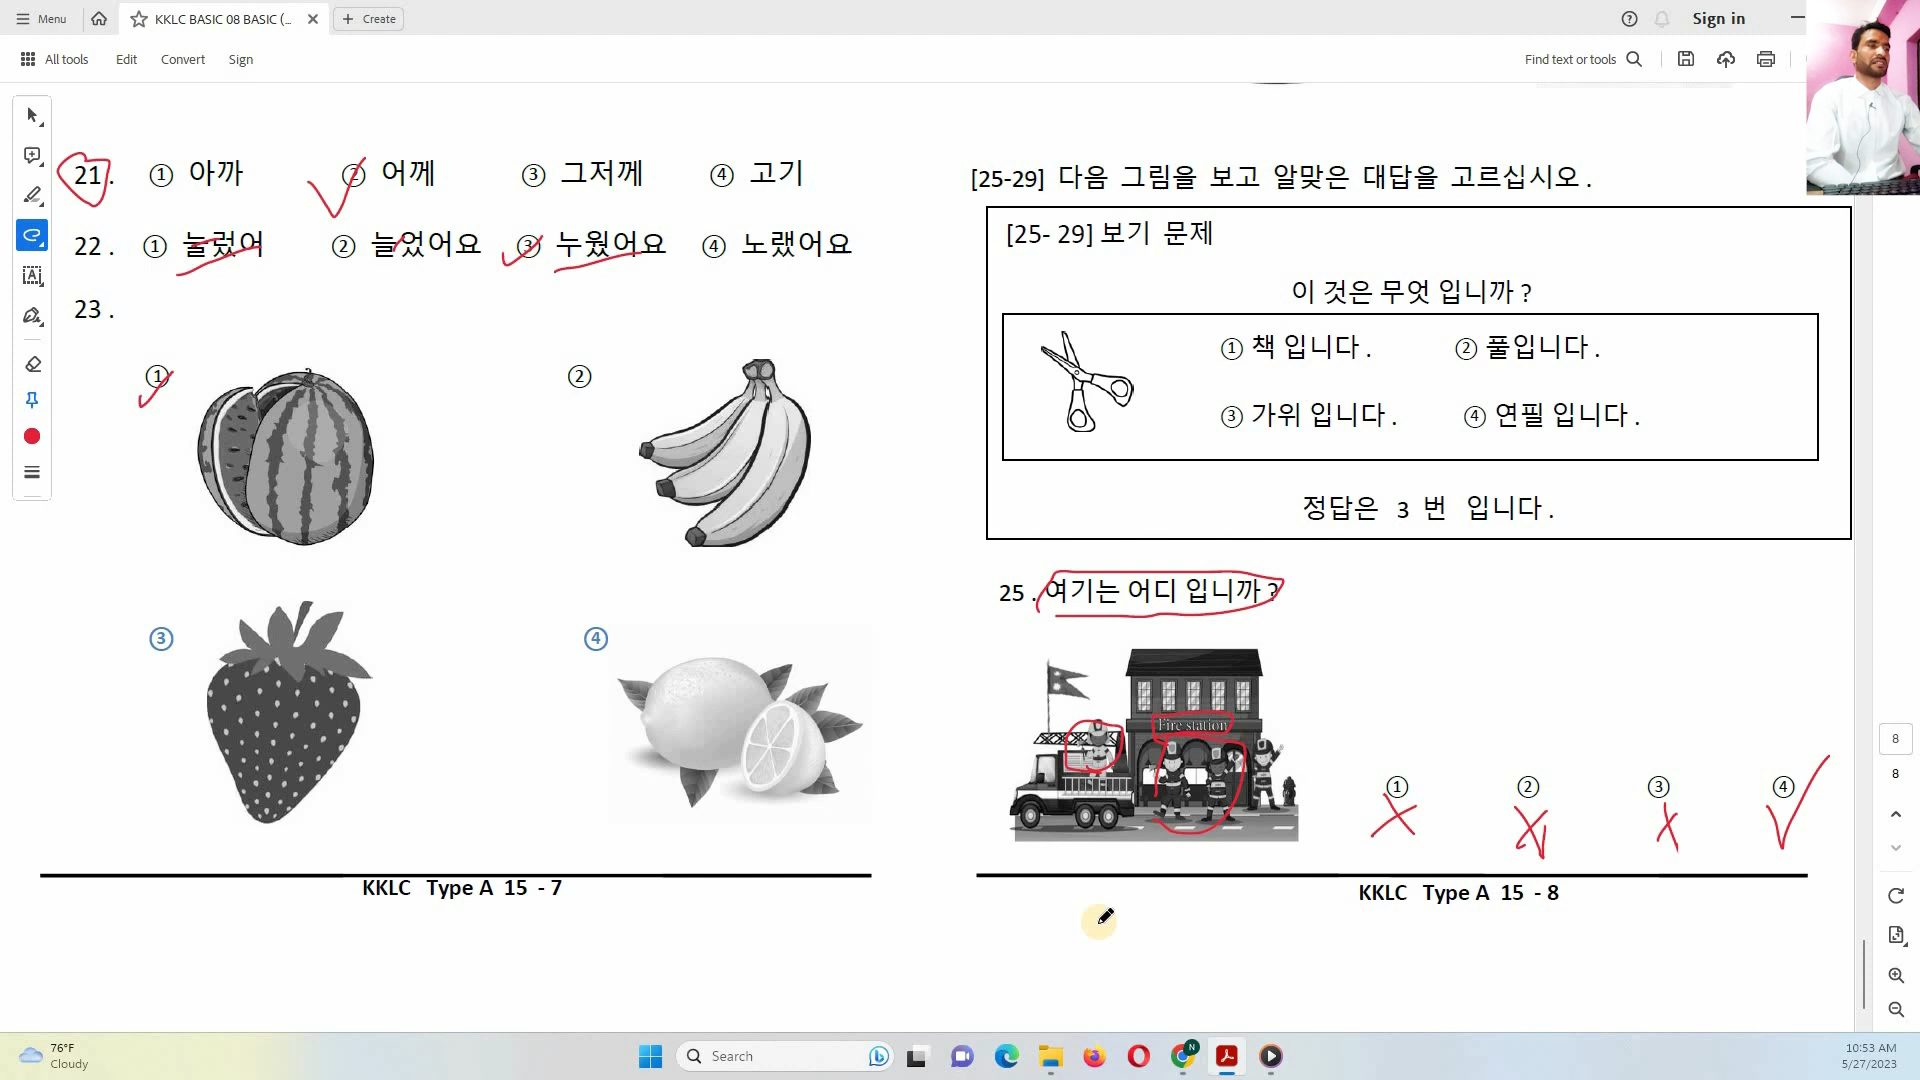 Menu
KKLC BASIC 08 BASIC (...
Create
Sign in
All tools
Edit
Convert
Sign
Find text or tools
21 . ① 아까 ② 어께 ③ 그저께 ④ 고기
22 . ① 눌렀어 ② 늘었어요 ③ 누웠어요 ④ 노랬어요
23 .
①
②
③
④
KKLC Type A 15 - 7
[25-29] 다음 그림을 보고 알맞은 대답을 고르십시오 .
[25- 29] 보기 문제
이 것은 무엇 입니까 ?
① 책 입니다 . ② 풀입니다 .
③ 가위 입니다 . ④ 연필 입니다 .
정답은 3 번 입니다 .
25 . 여기는 어디 입니까 ?
Fire station
① ② ③ ④
KKLC Type A 15 - 8
8
8
76°F
Cloudy
Search
N
10:53 AM
5/27/2023